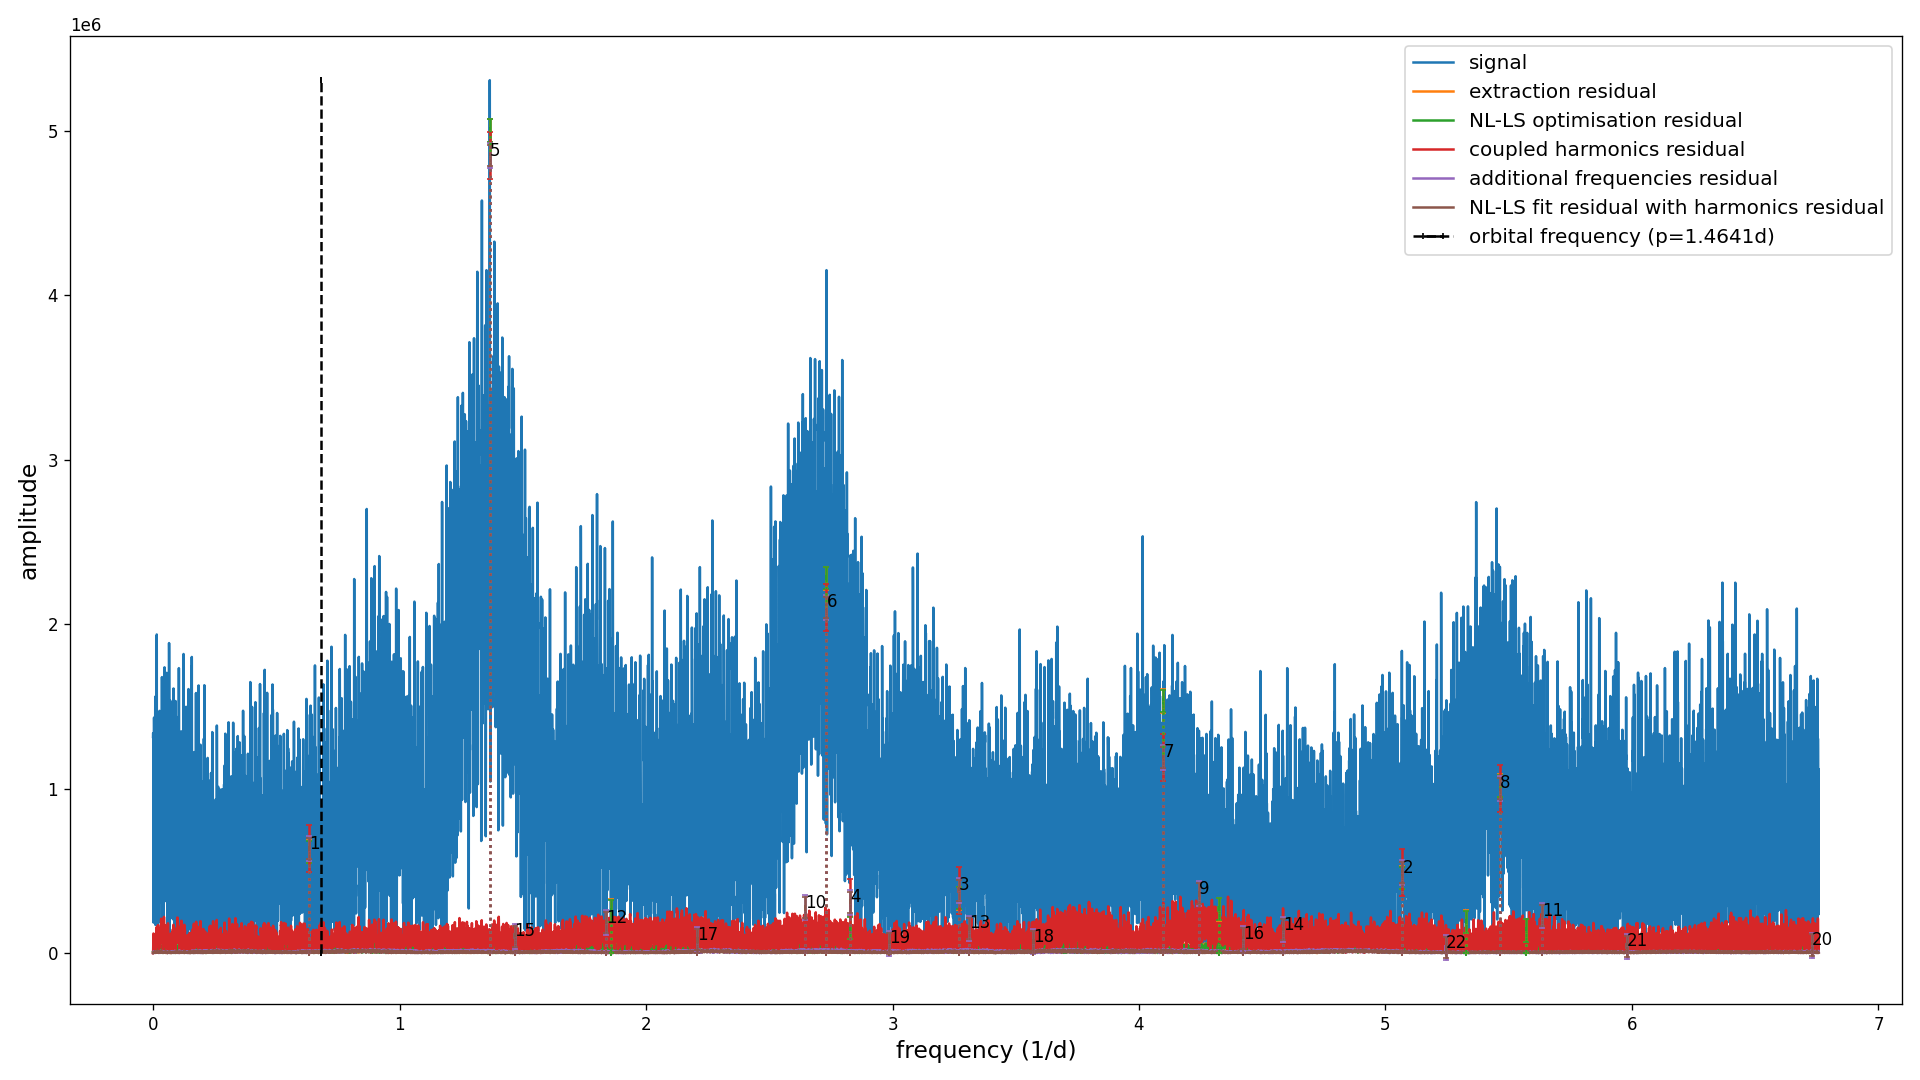 1e6
signal
extraction residual
NL-LS optimisation residual
coupled harmonics residual
additional frequencies residual
NL-LS fit residual with harmonics residual
orbital frequency (p=1.4641d)
amplitude
5
4
3
2
1
0
5
6
7
8
1
2
3
4
9
10
11
12
13
14
15
16
17
18
19
20
21
22
0 1 2 3 4 5 6 7
frequency (1/d)